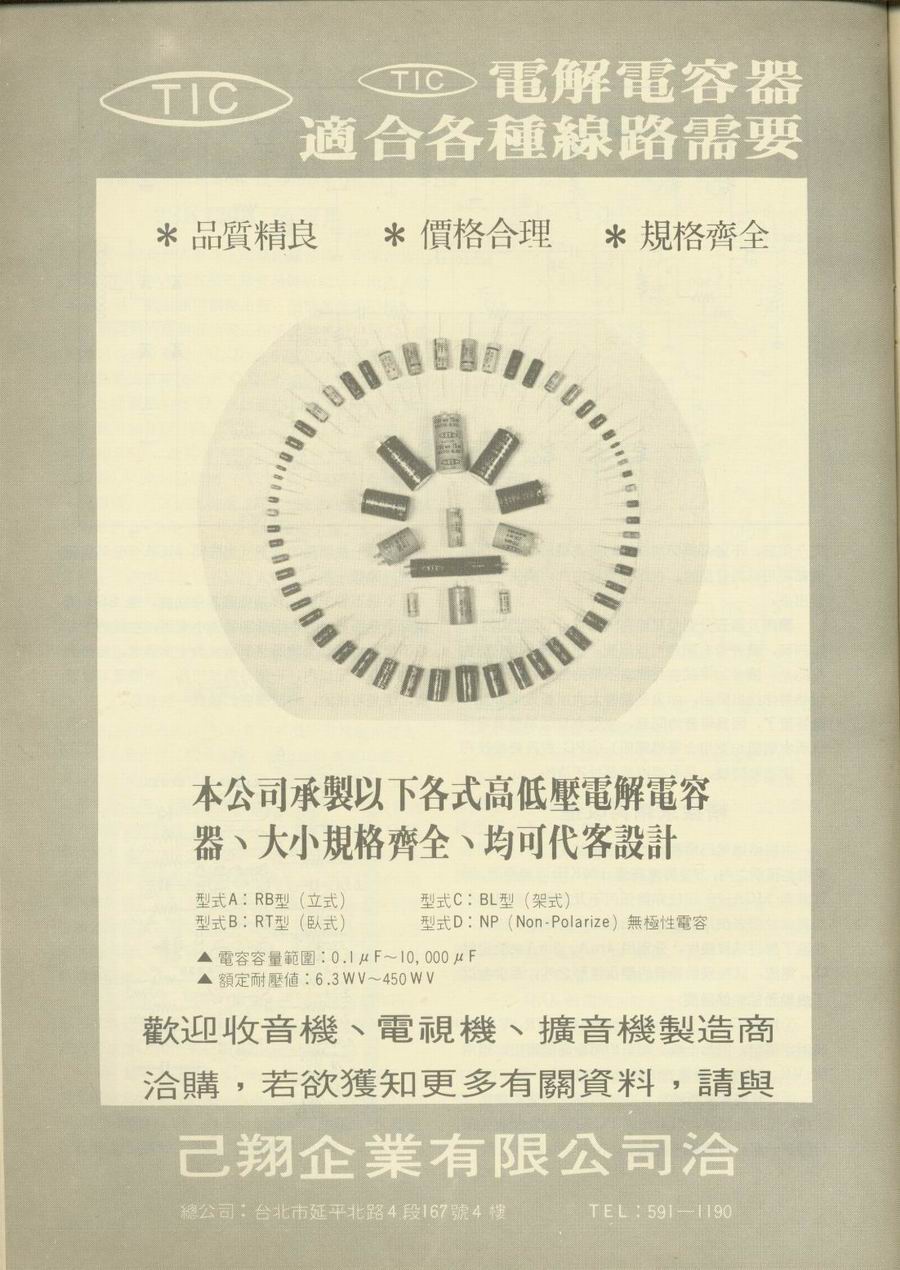 TIC
TIC 電解電容器
適合各種線路需要
＊ 品質精良 ＊ 價格合理 ＊ 規格齊全
本公司承製以下各式高低壓電解電容
器、大小規格齊全、均可代客設計
型式A：RB型（立式） 型式C：BL型（架式）
型式B：RT型（臥式） 型式D：NP（Non-Polarize）無極性電容
▲ 電容容量範圍：0.1μF～10,000μF
▲ 額定耐壓值：6.3WV～450WV
歡迎收音機、電視機、擴音機製造商
洽購，若欲獲知更多有關資料，請與
己翔企業有限公司洽
總公司：台北市延平北路4段167號4樓 TEL：591—1190